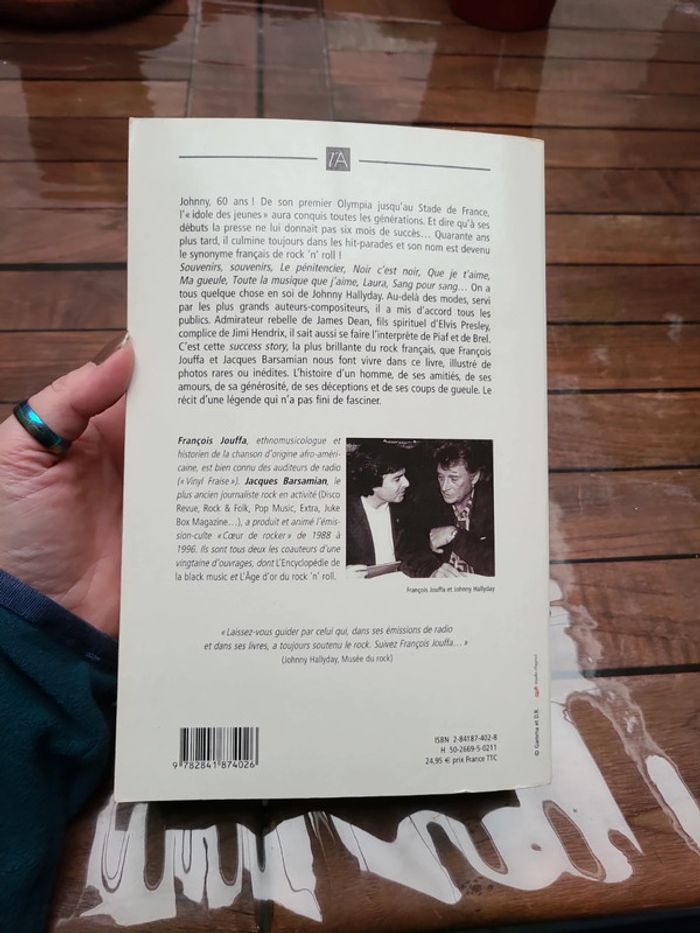 l'A
Johnny, 60 ans ! De son premier Olympia jusqu'au Stade de France,
l'« idole des jeunes » aura conquis toutes les générations. Et dire qu'à ses
débuts la presse ne lui donnait pas six mois de succès... Quarante ans
plus tard, il culmine toujours dans les hit-parades et son nom est devenu
le synonyme français de rock 'n' roll !
Souvenirs, souvenirs, Le pénitencier, Noir c'est noir, Que je t'aime,
Ma gueule, Toute la musique que j'aime, Laura, Sang pour sang... On a
tous quelque chose en soi de Johnny Hallyday. Au-delà des modes, servi
par les plus grands auteurs-compositeurs, il a mis d'accord tous les
publics. Admirateur rebelle de James Dean, fils spirituel d'Elvis Presley,
complice de Jimi Hendrix, il sait aussi se faire l'interprète de Piaf et de Brel.
C'est cette success story, la plus brillante du rock français, que François
Jouffa et Jacques Barsamian nous font vivre dans ce livre, illustré de
photos rares ou inédites. L'histoire d'un homme, de ses amitiés, de ses
amours, de sa générosité, de ses déceptions et de ses coups de gueule. Le
récit d'une légende qui n'a pas fini de fasciner.
François Jouffa, ethnomusicologue et
historien de la chanson d'origine afro-améri-
caine, est bien connu des auditeurs de radio
(« Vinyl Fraise »). Jacques Barsamian, le
plus ancien journaliste rock en activité (Disco
Revue, Rock & Folk, Pop Music, Extra, Juke
Box Magazine...), a produit et animé l'émis-
sion-culte « Cœur de rocker » de 1988 à
1996. Ils sont tous deux les coauteurs d'une
vingtaine d'ouvrages, dont L'Encyclopédie de
la black music et L'Âge d'or du rock 'n' roll.
François Jouffa et Johnny Hallyday
« Laissez-vous guider par celui qui, dans ses émissions de radio
et dans ses livres, a toujours soutenu le rock. Suivez François Jouffa... »
(Johnny Hallyday, Musée du rock)
9 782841 874026
ISBN 2-84187-402-8
H 50-2669-5-0211
24,95 € prix France TTC
© Gamma et D.R.